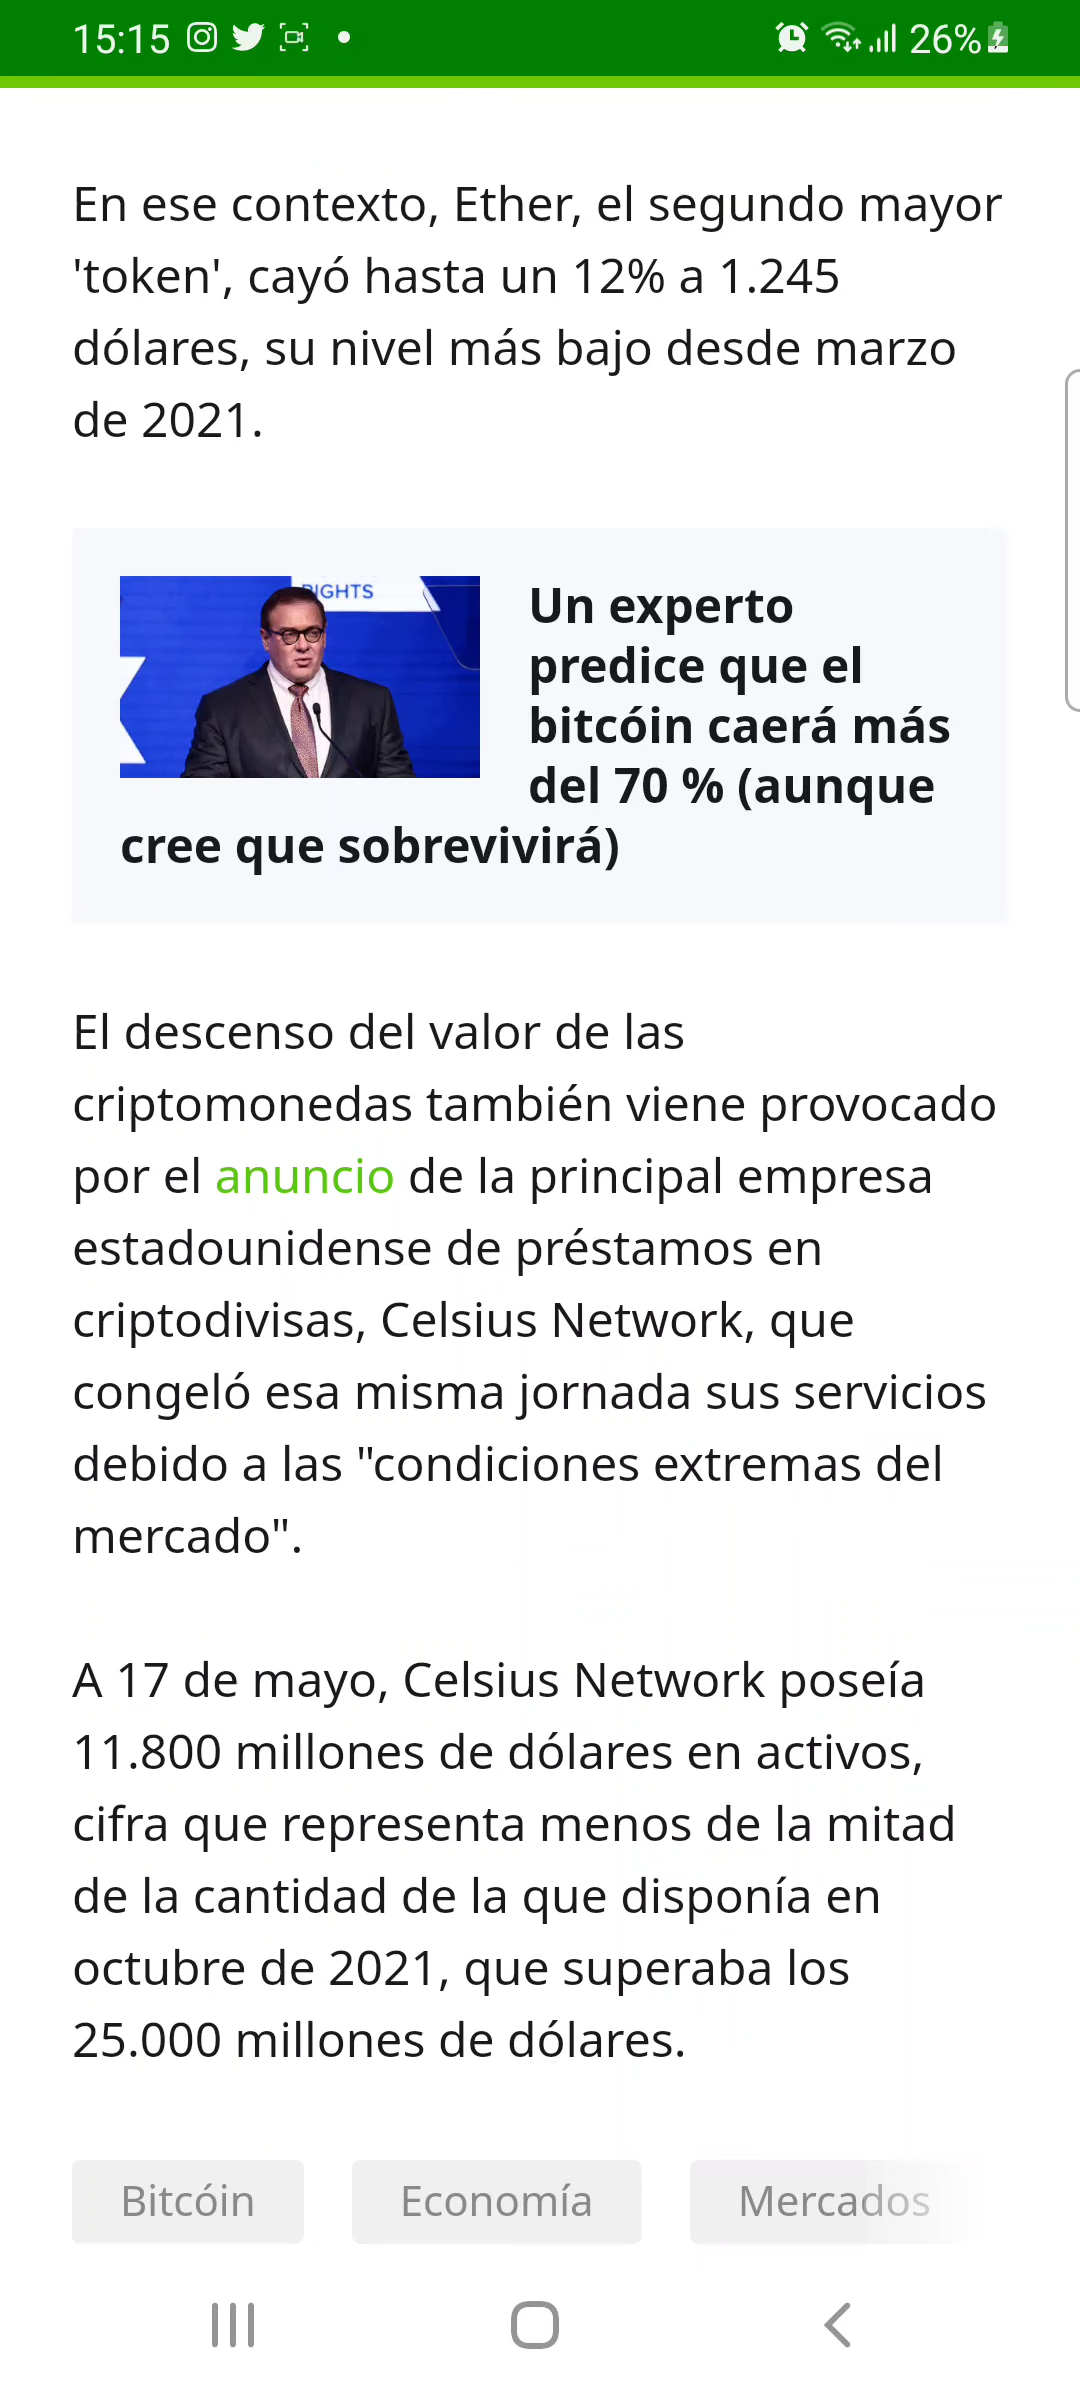 15:15
26%
En ese contexto, Ether, el segundo mayor
'token', cayó hasta un 12% a 1.245
dólares, su nivel más bajo desde marzo
de 2021.
RIGHTS
Un experto
predice que el
bitcóin caerá más
del 70 % (aunque
cree que sobrevivirá)
El descenso del valor de las
criptomonedas también viene provocado
por el anuncio de la principal empresa
estadounidense de préstamos en
criptodivisas, Celsius Network, que
congeló esa misma jornada sus servicios
debido a las "condiciones extremas del
mercado".
A 17 de mayo, Celsius Network poseía
11.800 millones de dólares en activos,
cifra que representa menos de la mitad
de la cantidad de la que disponía en
octubre de 2021, que superaba los
25.000 millones de dólares.
Bitcóin Economía Mercados